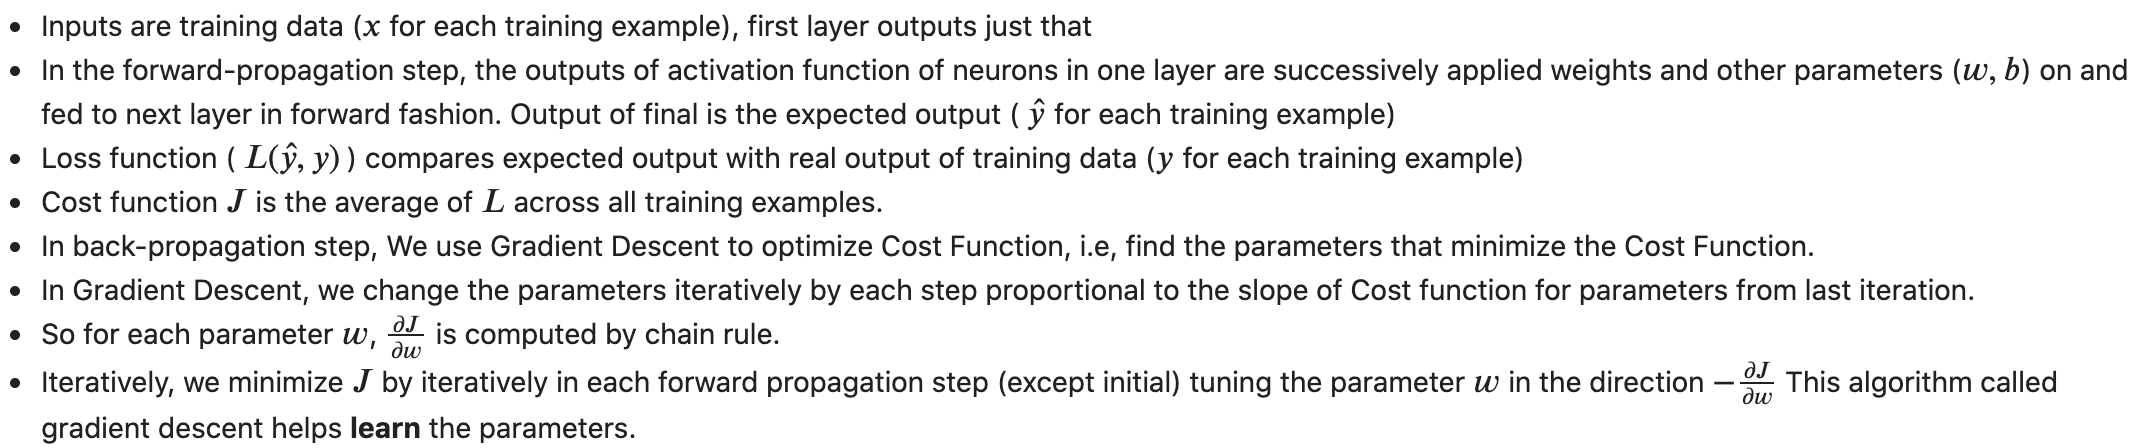 • Inputs are training data (x for each training example), first layer outputs just that
• In the forward-propagation step, the outputs of activation function of neurons in one layer are successively applied weights and other parameters (w, b) on and
fed to next layer in forward fashion. Output of final is the expected output ( ŷ for each training example)
• Loss function ( L(ŷ, y) ) compares expected output with real output of training data (y for each training example)
• Cost function J is the average of L across all training examples.
• In back-propagation step, We use Gradient Descent to optimize Cost Function, i.e, find the parameters that minimize the Cost Function.
• In Gradient Descent, we change the parameters iteratively by each step proportional to the slope of Cost function for parameters from last iteration.
• So for each parameter w, ∂J/∂w is computed by chain rule.
• Iteratively, we minimize J by iteratively in each forward propagation step (except initial) tuning the parameter w in the direction −∂J/∂w This algorithm called
gradient descent helps learn the parameters.